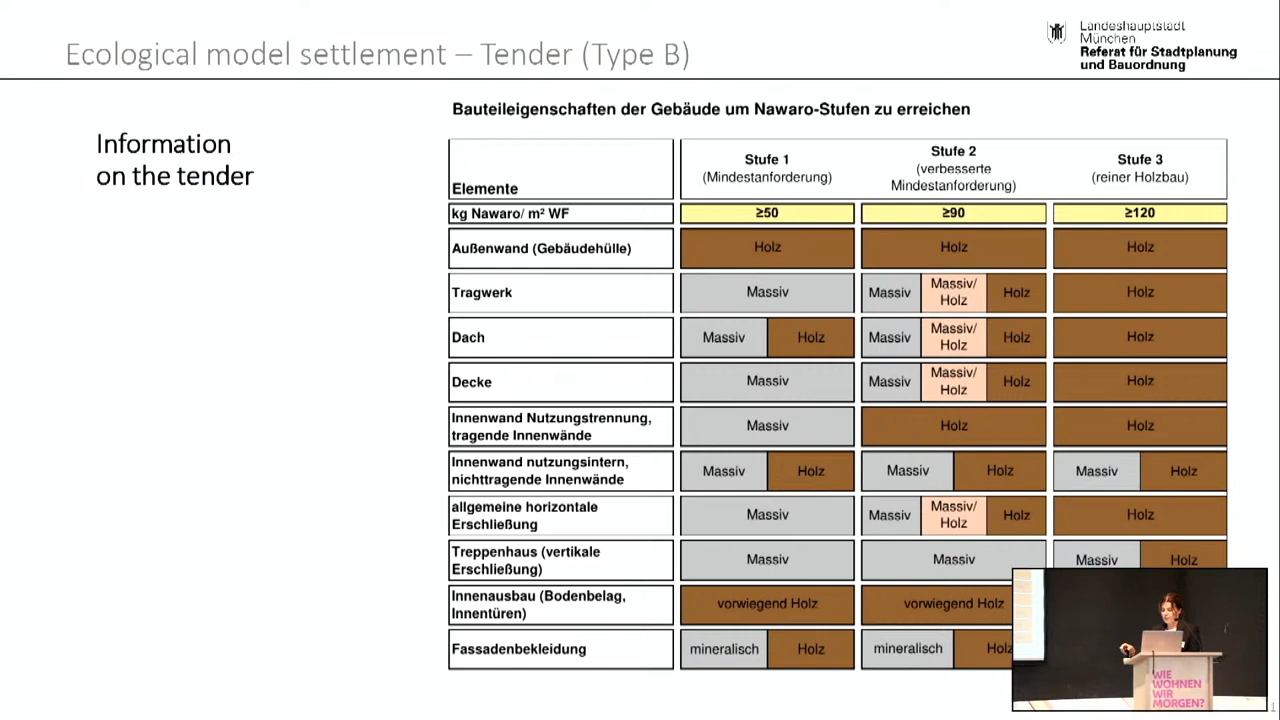 Ecological model settlement – Tender (Type B)
Landeshauptstadt
München
Referat für Stadtplanung
und Bauordnung
Information
on the tender
Bauteileigenschaften der Gebäude um Nawaro-Stufen zu erreichen
Elemente
Stufe 1
(Mindestanforderung)
Stufe 2
(verbesserte
Mindestanforderung)
Stufe 3
(reiner Holzbau)
kg Nawaro/ m² WF
≥50
≥90
≥120
Außenwand (Gebäudehülle)
Holz
Holz
Holz
Tragwerk
Massiv
Massiv
Massiv/
Holz
Holz
Holz
Dach
Massiv
Holz
Massiv
Massiv/
Holz
Holz
Holz
Decke
Massiv
Massiv
Massiv/
Holz
Holz
Holz
Innenwand Nutzungstrennung,
tragende Innenwände
Massiv
Holz
Holz
Innenwand nutzungsintern,
nichttragende Innenwände
Massiv
Holz
Massiv
Holz
Massiv
Holz
allgemeine horizontale
Erschließung
Massiv
Massiv
Massiv/
Holz
Holz
Holz
Treppenhaus (vertikale
Erschließung)
Massiv
Massiv
Massiv
Holz
Innenausbau (Bodenbelag,
Innentüren)
vorwiegend Holz
vorwiegend Holz
Fassadenbekleidung
mineralisch
Holz
mineralisch
Holz
WIE
WOHNEN
WIR
MORGEN?